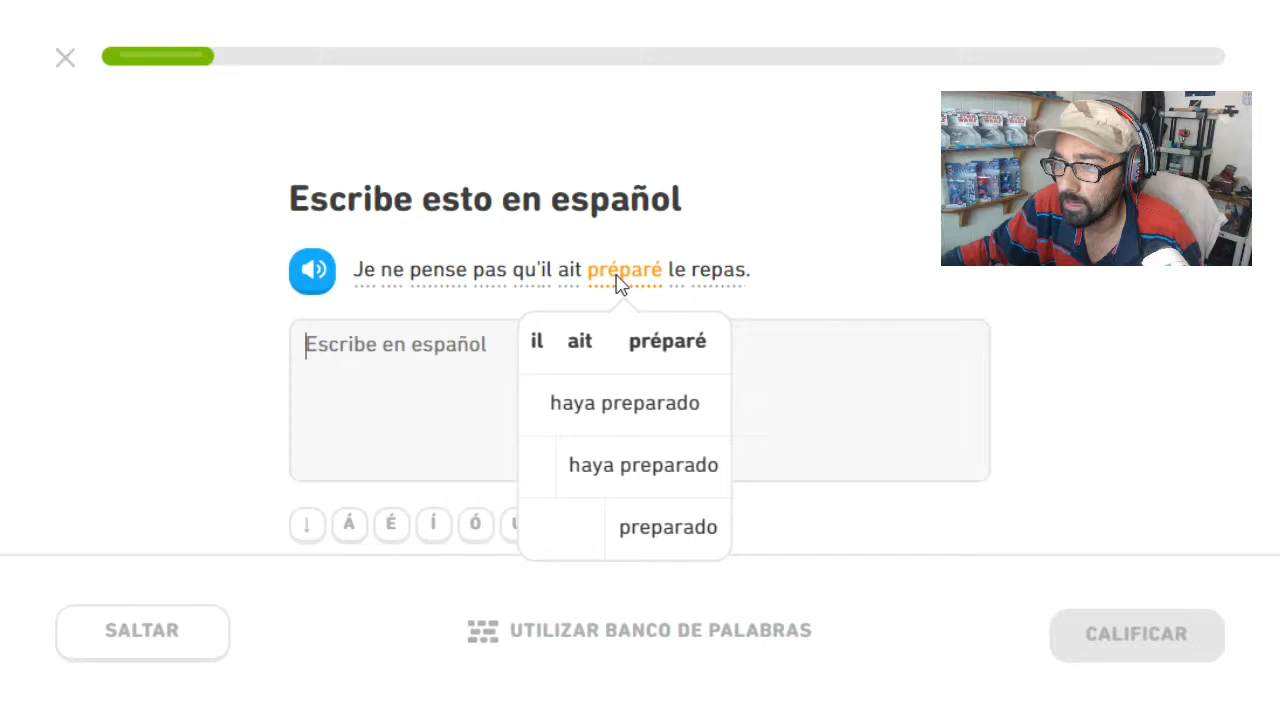 Escribe esto en español
Je ne pense pas qu'il ait préparé le repas.
Escribe en español
il ait préparé
haya preparado
haya preparado
preparado
↓ Á É Í Ó
SALTAR
UTILIZAR BANCO DE PALABRAS
CALIFICAR